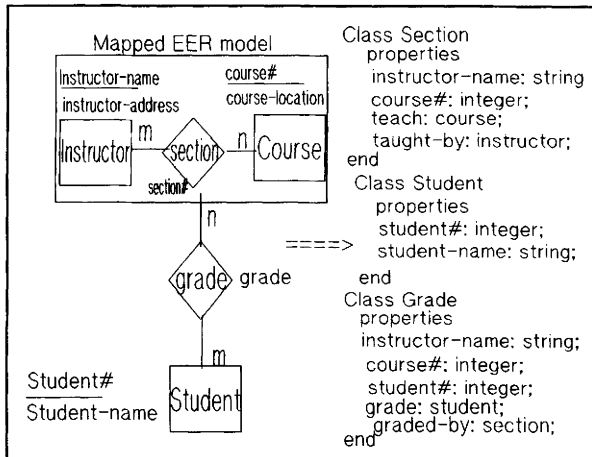 Mapped EER model
Instructor-name
instructor-address
course#
course-location
Instructor
m
section
n
Course
section#
n
grade
grade
====>
m
Student#
Student-name
Student
Class Section
properties
instructor-name: string
course#: integer;
teach: course;
taught-by: instructor;
end
Class Student
properties
student#: integer;
student-name: string;
end
Class Grade
properties
instructor-name: string;
course#: integer;
student#: integer;
grade: student;
graded-by: section;
end